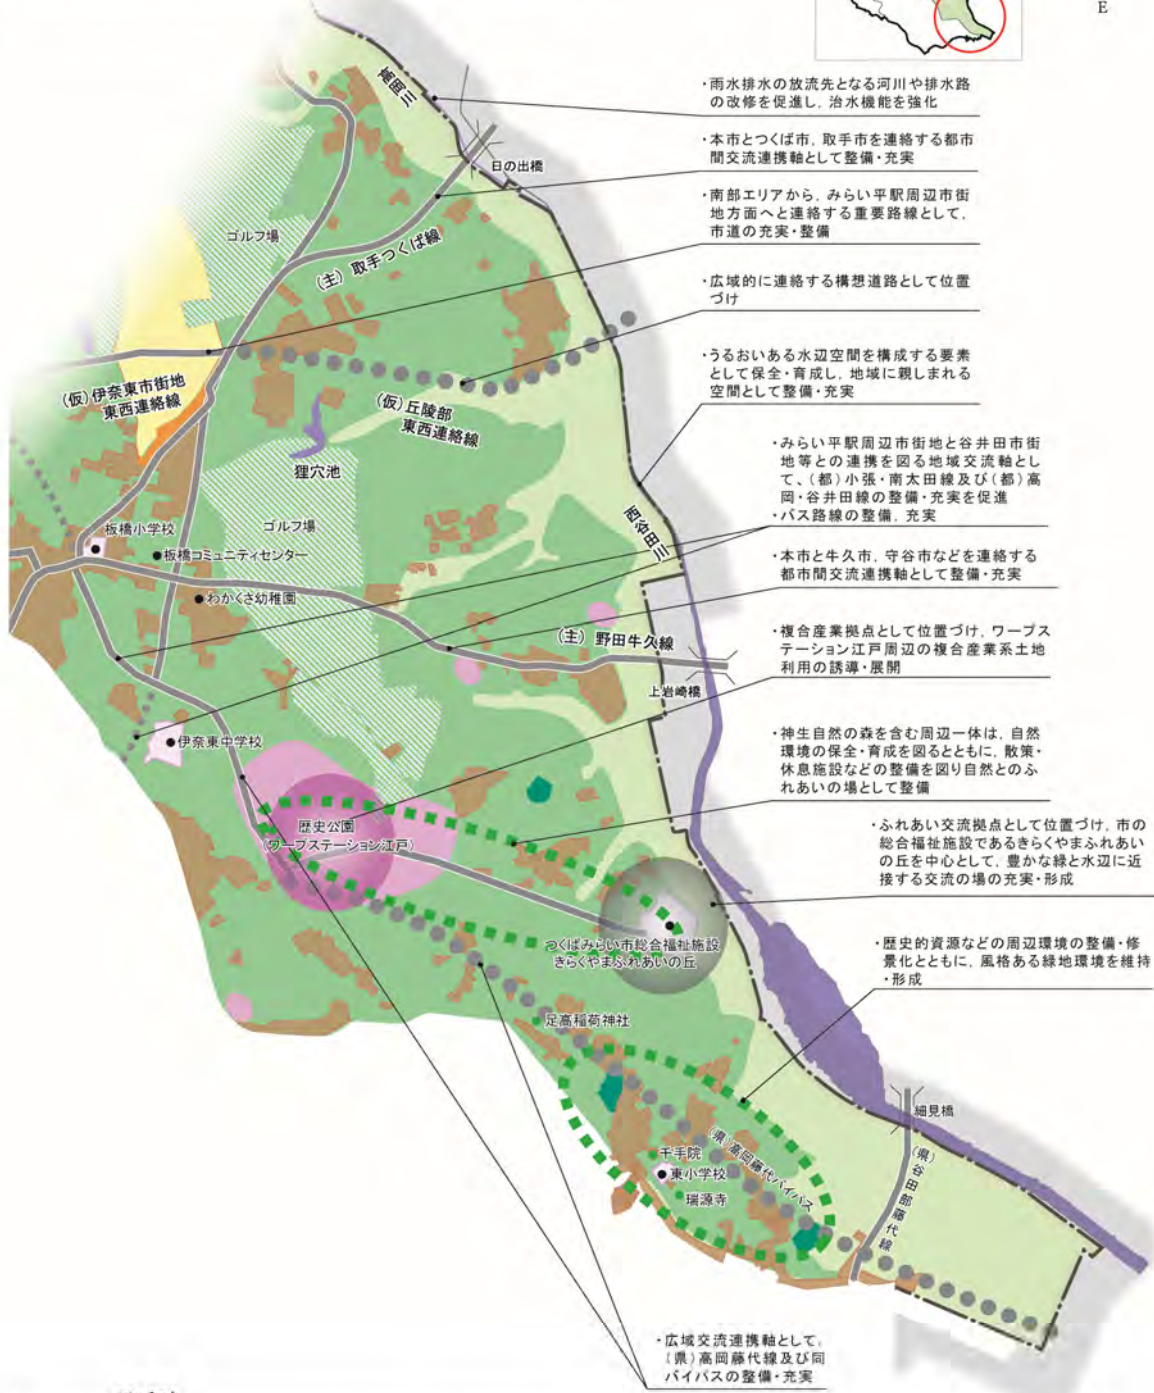 E
・雨水排水の放流先となる河川や排水路
の改修を促進し,治水機能を強化
・本市とつくば市,取手市を連絡する都市
間交流連携軸として整備・充実
・南部エリアから,みらい平駅周辺市街
地方面へと連絡する重要路線として,
市道の充実・整備
・広域的に連絡する構想道路として位置
づけ
・うるおいある水辺空間を構成する要素
として保全・育成し,地域に親しまれる
空間として整備・充実
・みらい平駅周辺市街地と谷井田市街
地等との連携を図る地域交流軸とし
て、(都)小張・南太田線及び(都)高
岡・谷井田線の整備・充実を促進
・バス路線の整備,充実
・本市と牛久市,守谷市などを連絡する
都市間交流連携軸として整備・充実
・複合産業拠点として位置づけ,ワープス
テーション江戸周辺の複合産業系土地
利用の誘導・展開
・神生自然の森を含む周辺一体は,自然
環境の保全・育成を図るとともに,散策・
休息施設などの整備を図り自然とのふ
れあいの場として整備
・ふれあい交流拠点として位置づけ,市の
総合福祉施設であるきらくやまふれあい
の丘を中心として,豊かな緑と水辺に近
接する交流の場の充実・形成
・歴史的資源などの周辺環境の整備・修
景化とともに,風格ある緑地環境を維持
・形成
・広域交流連携軸として,
(県)高岡藤代線及び同
バイパスの整備・充実
高岡川
日の出橋
ゴルフ場
(主)取手つくば線
(仮)伊奈東市街地
東西連絡線
(仮)丘陵部
東西連絡線
狸穴池
ゴルフ場
西谷田川
板橋小学校
板橋コミュニティセンター
わかくさ幼稚園
(主)野田牛久線
上岩崎橋
伊奈東中学校
歴史公園
(ワープステーション江戸)
つくばみらい市総合福祉施設
きらくやまふれあいの丘
足高稲荷神社
細見橋
(県)高岡藤代バイパス
(県)谷田部藤代線
千手院
東小学校
瑞源寺